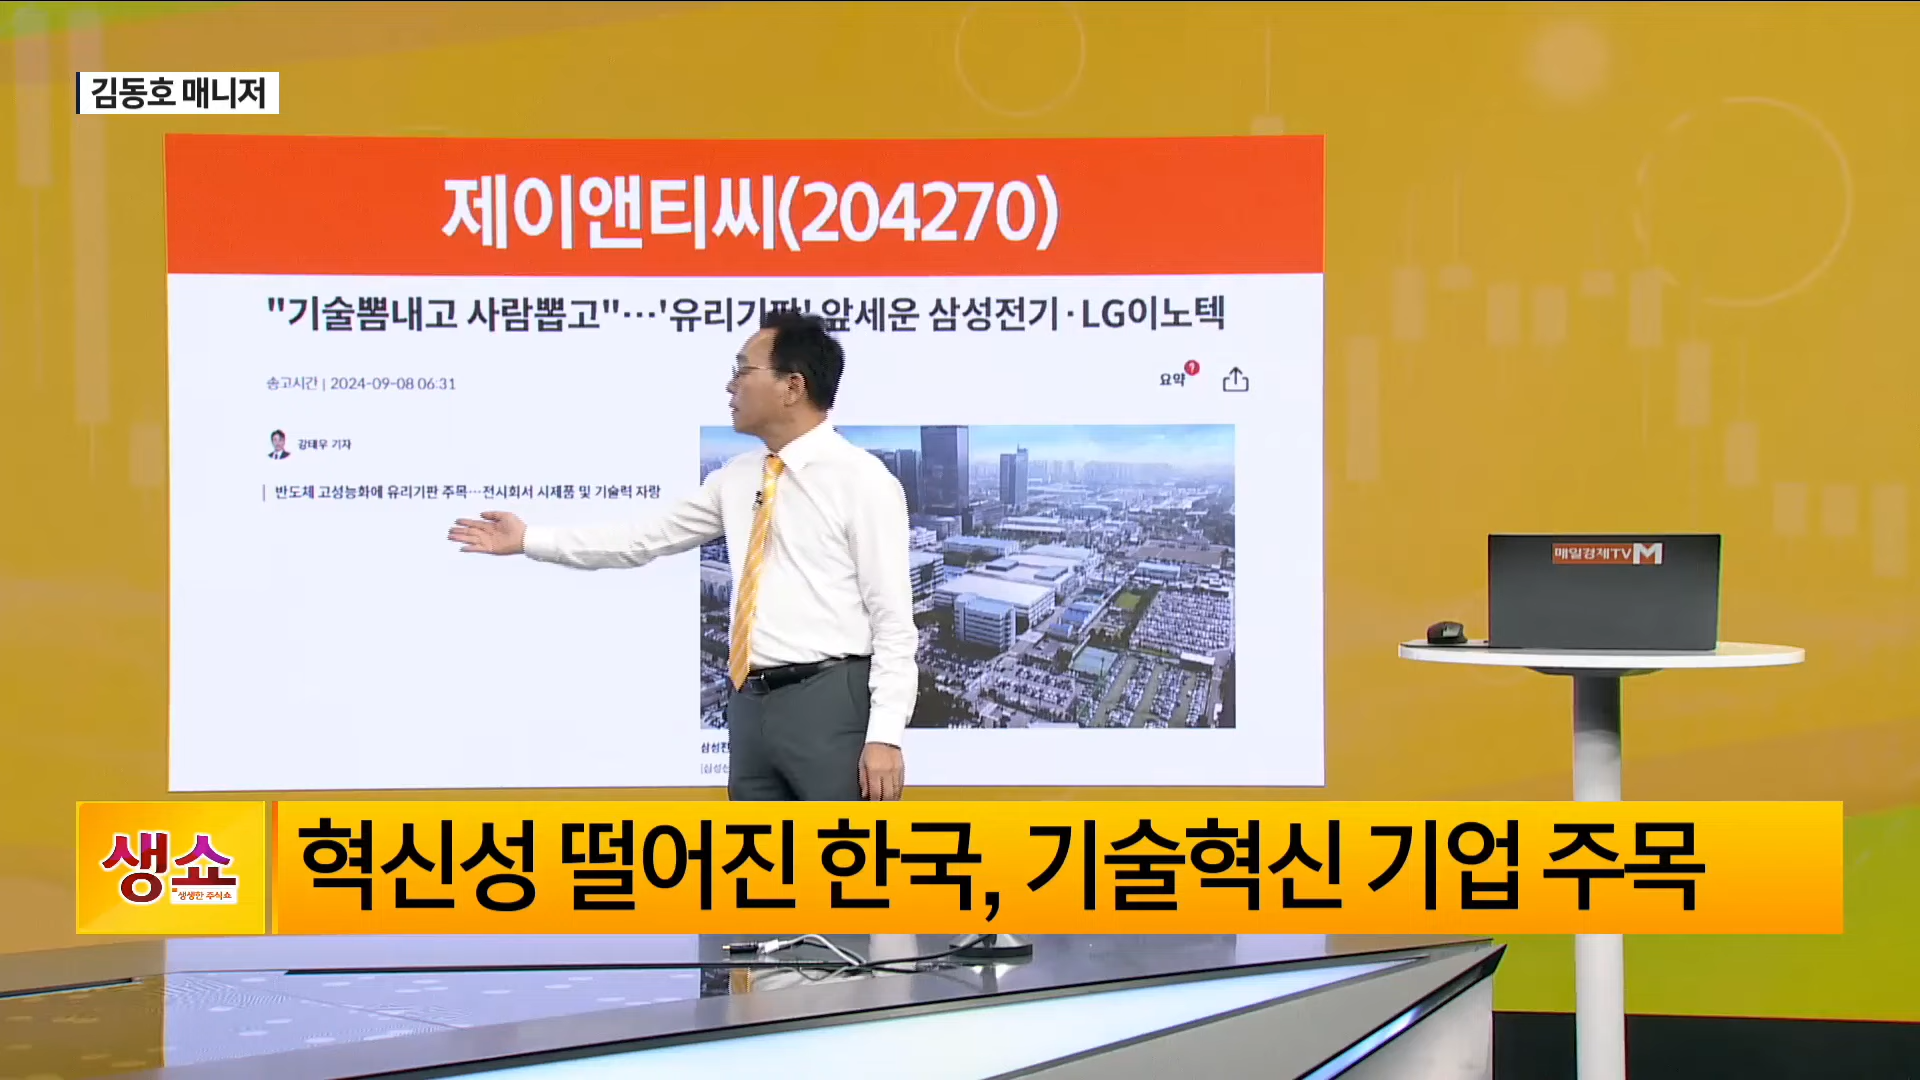 김동호 매니저
제이앤티씨(204270)
"기술뽐내고 사람뽑고"…'유리기판' 앞세운 삼성전기·LG이노텍
송고시간 | 2024-09-08 06:31
요약
강태우 기자
반도체 고성능화에 유리기판 주목…전시회서 시제품 및 기술력 자랑
매일경제TV M
생쇼
생생한 주식쇼
혁신성 떨어진 한국, 기술혁신 기업 주목